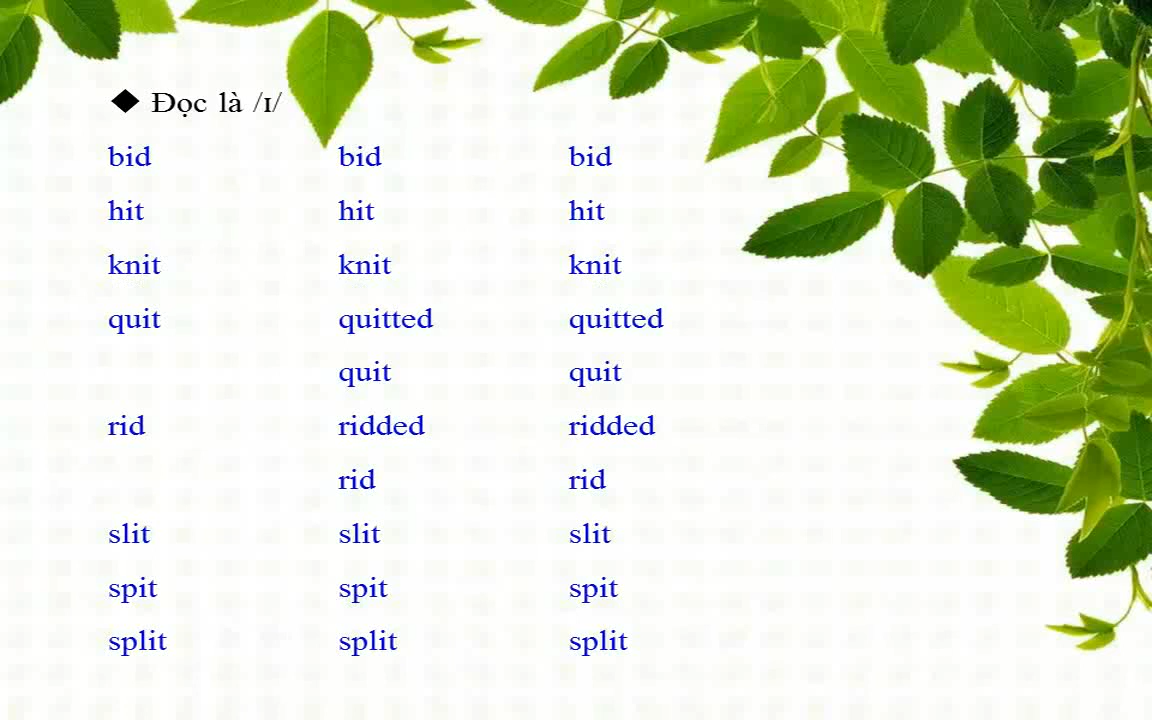 ◆ Đọc là /ɪ/
bid bid bid
hit hit hit
knit knit knit
quit quitted quitted
quit quit
rid ridded ridded
rid rid
slit slit slit
spit spit spit
split split split